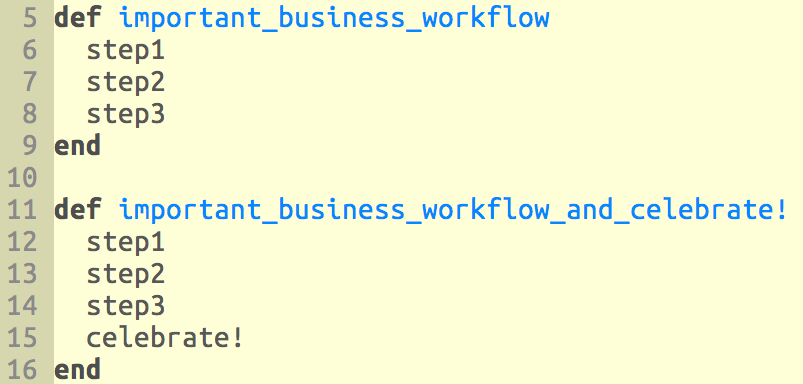 5 def important_business_workflow
6   step1
7   step2
8   step3
9 end
10
11 def important_business_workflow_and_celebrate!
12   step1
13   step2
14   step3
15   celebrate!
16 end